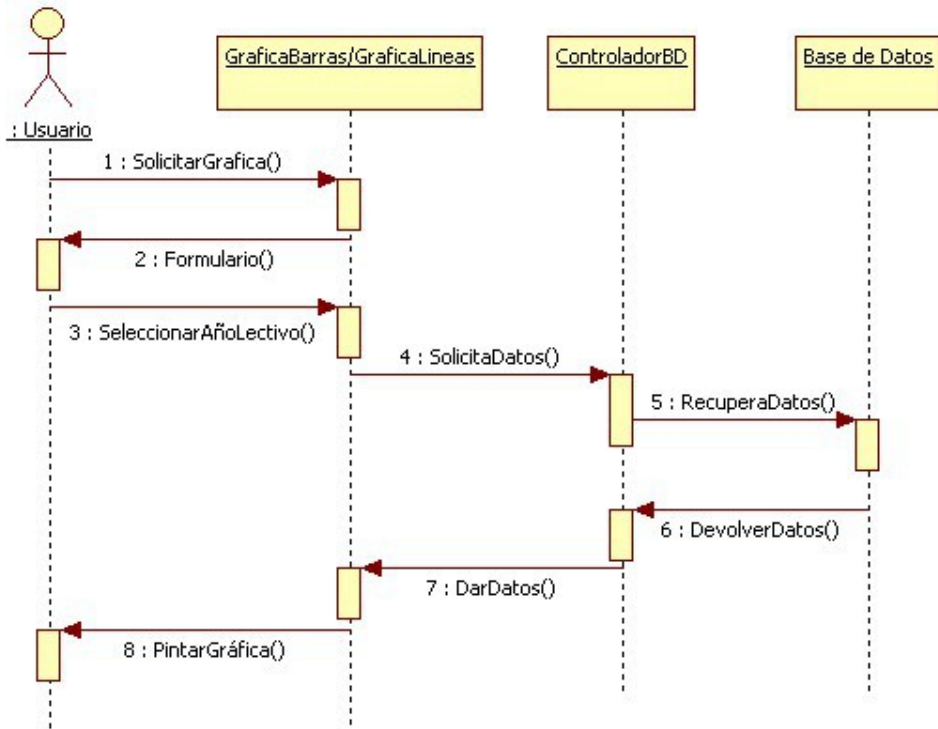 GraficaBarras/GraficaLineas
ControladorBD
Base de Datos
: Usuario
1 : SolicitarGrafica()
2 : Formulario()
3 : SeleccionarAñoLectivo()
4 : SolicitaDatos()
5 : RecuperaDatos()
6 : DevolverDatos()
7 : DarDatos()
8 : PintarGráfica()